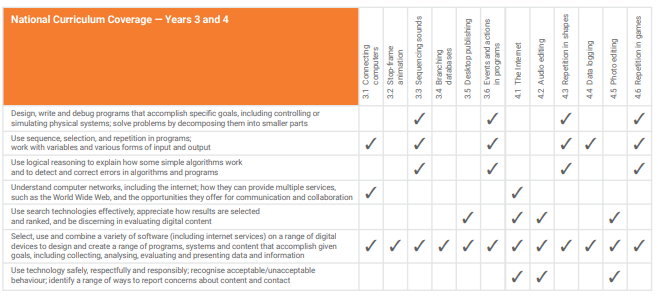 National Curriculum Coverage — Years 3 and 4
3.1 Connecting
computers
3.2 Stop-frame
animation
3.3 Sequencing sounds
3.4 Branching
databases
3.5 Desktop publishing
3.6 Events and actions
in programs
4.1 The Internet
4.2 Audio editing
4.3 Repetition in shapes
4.4 Data logging
4.5 Photo editing
4.6 Repetition in games
Design, write and debug programs that accomplish specific goals, including controlling or
simulating physical systems; solve problems by decomposing them into smaller parts
✓ ✓ ✓ ✓
Use sequence, selection, and repetition in programs;
work with variables and various forms of input and output
✓ ✓ ✓ ✓ ✓ ✓
Use logical reasoning to explain how some simple algorithms work
and to detect and correct errors in algorithms and programs
✓ ✓ ✓ ✓
Understand computer networks, including the internet; how they can provide multiple services,
such as the World Wide Web, and the opportunities they offer for communication and collaboration
✓ ✓
Use search technologies effectively, appreciate how results are selected
and ranked, and be discerning in evaluating digital content
✓ ✓ ✓ ✓
Select, use and combine a variety of software (including internet services) on a range of digital
devices to design and create a range of programs, systems and content that accomplish given
goals, including collecting, analysing, evaluating and presenting data and information
✓ ✓ ✓ ✓ ✓ ✓ ✓ ✓ ✓ ✓ ✓ ✓
Use technology safely, respectfully and responsibly; recognise acceptable/unacceptable
behaviour; identify a range of ways to report concerns about content and contact
✓ ✓ ✓